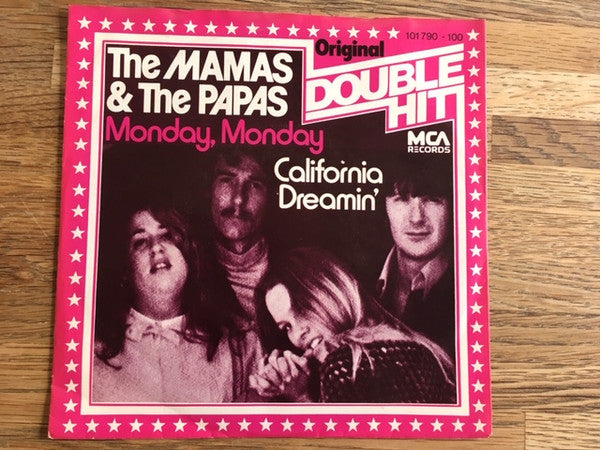 The MAMAS
& The PAPAS
Monday, Monday
California
Dreamin'
Original
DOUBLE
HIT
101 790 - 100
MCA
RECORDS